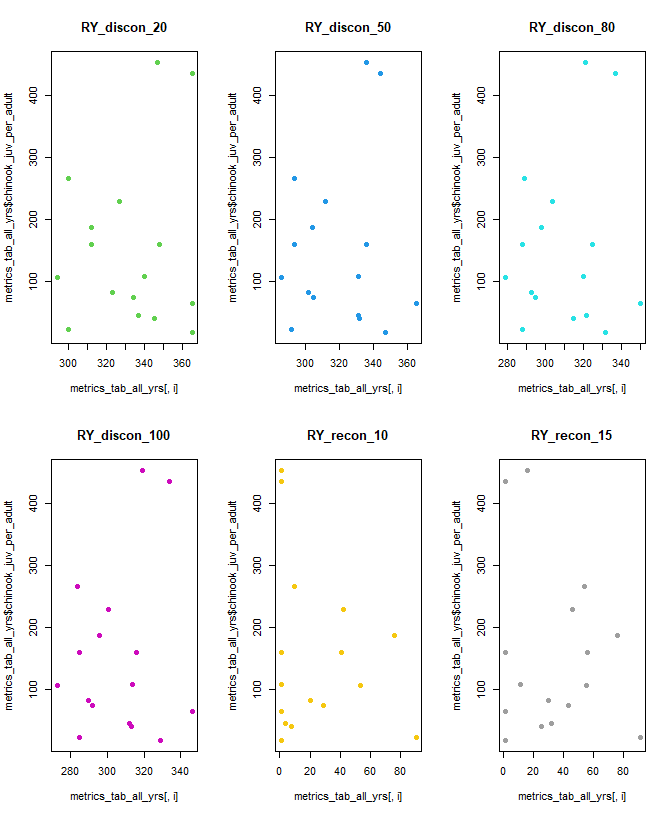 RY_discon_20 RY_discon_50 RY_discon_80
metrics_tab_all_yrs$chinook_juv_per_adult metrics_tab_all_yrs$chinook_juv_per_adult metrics_tab_all_yrs$chinook_juv_per_adult
400 400 400
300 300 300
200 200 200
100 100 100
300 320 340 360 300 320 340 360 280 300 320 340
metrics_tab_all_yrs[, i] metrics_tab_all_yrs[, i] metrics_tab_all_yrs[, i]
RY_discon_100 RY_recon_10 RY_recon_15
metrics_tab_all_yrs$chinook_juv_per_adult metrics_tab_all_yrs$chinook_juv_per_adult metrics_tab_all_yrs$chinook_juv_per_adult
400 400 400
300 300 300
200 200 200
100 100 100
280 300 320 340 0 20 40 60 80 0 20 40 60 80
metrics_tab_all_yrs[, i] metrics_tab_all_yrs[, i] metrics_tab_all_yrs[, i]